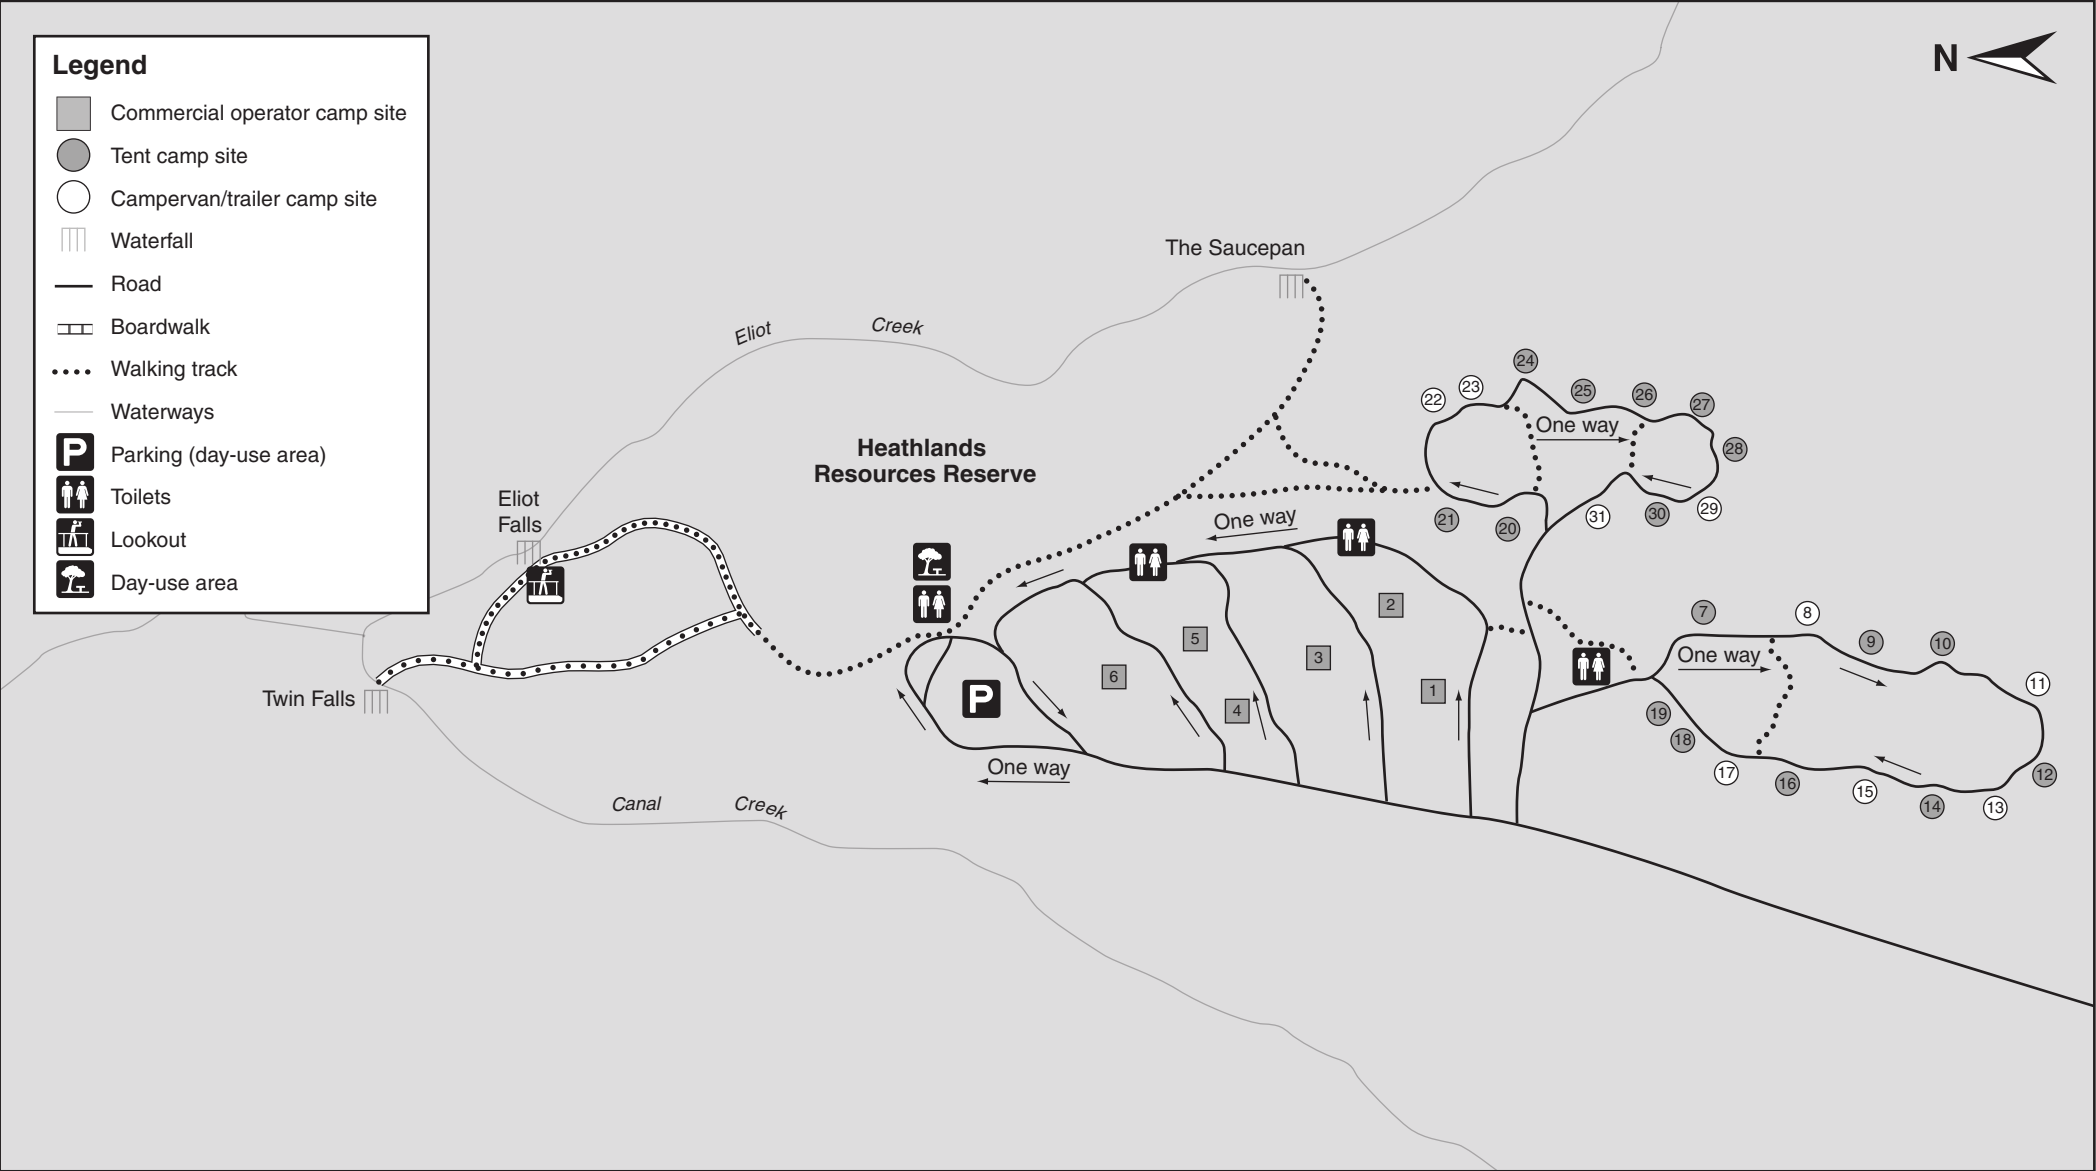 Legend
Commercial operator camp site
Tent camp site
Campervan/trailer camp site
Waterfall
Road
Boardwalk
Walking track
Waterways
P
Parking (day-use area)
Toilets
Lookout
Day-use area
N
The Saucepan
Eliot Creek
Heathlands
Resources Reserve
Eliot
Falls
Twin Falls
Canal Creek
24
23
22
25
26
27
One way
28
21
20
31
30
29
One way
2
5
3
6
4
1
P
One way
7
8
9
10
One way
11
19
18
17
16
15
14
13
12